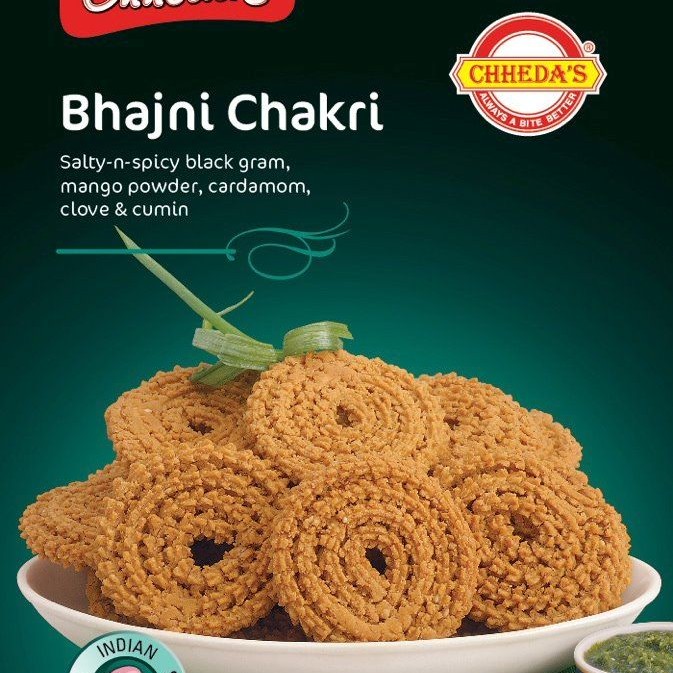 CHHEDA'S
®
ALWAYS A BITE BETTER
Bhajni Chakri
Salty-n-spicy black gram,
mango powder, cardamom,
clove & cumin
INDIAN